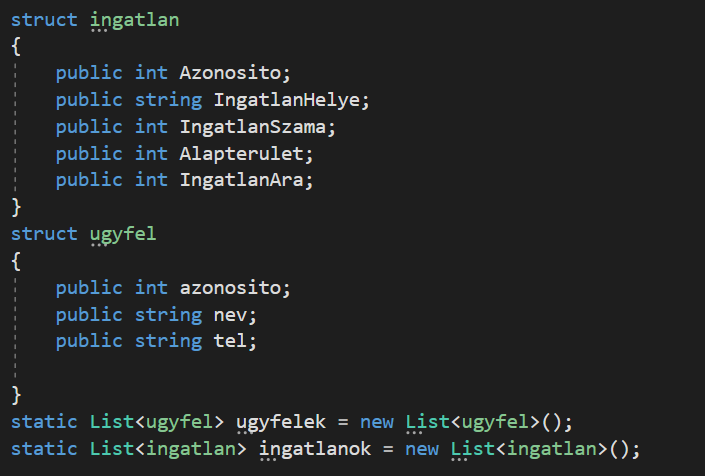 struct ingatlan
{
    public int Azonosito;
    public string IngatlanHelye;
    public int IngatlanSzama;
    public int Alapterulet;
    public int IngatlanAra;
}
struct ugyfel
{
    public int azonosito;
    public string nev;
    public string tel;
}
static List<ugyfel> ugyfelek = new List<ugyfel>();
static List<ingatlan> ingatlanok = new List<ingatlan>();